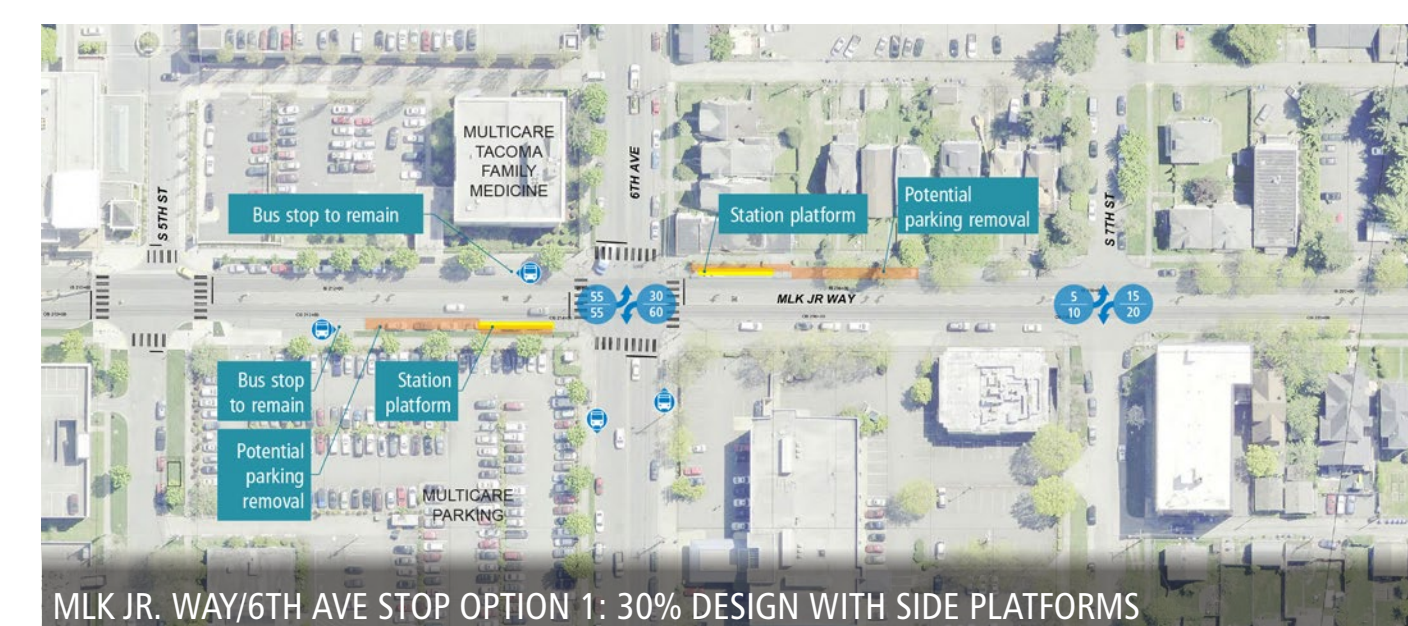 MULTICARE
TACOMA
FAMILY
MEDICINE
6TH AVE
S 5TH ST
S 7TH ST
Bus stop to remain
Station platform
Potential
parking removal
55
55
30
60
MLK JR WAY
5
10
15
20
Bus stop
to remain
Station
platform
Potential
parking
removal
MULTICARE
PARKING
MLK JR. WAY/6TH AVE STOP OPTION 1: 30% DESIGN WITH SIDE PLATFORMS